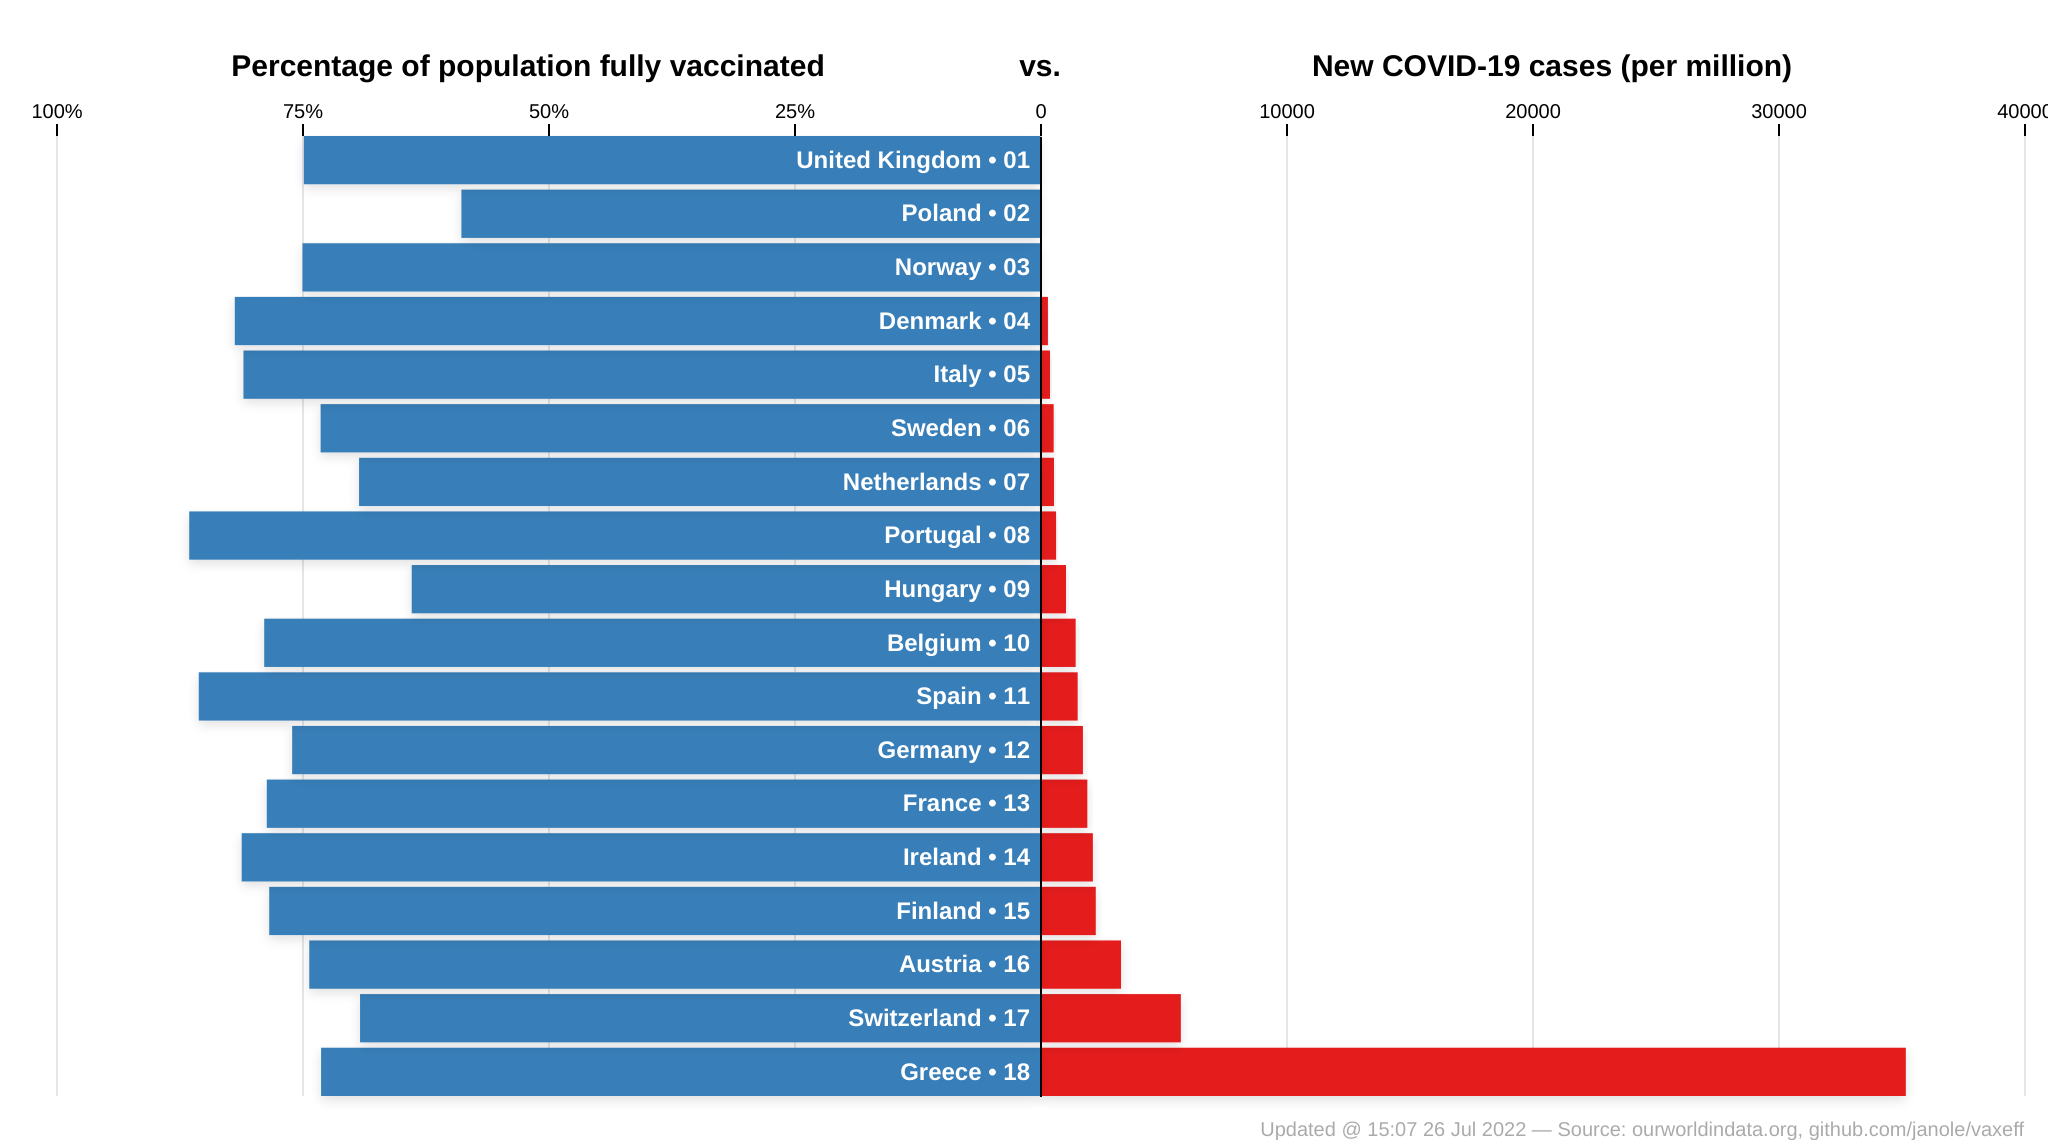 Percentage of population fully vaccinated vs. New COVID-19 cases (per million)
100% 75% 50% 25% 0 10000 20000 30000 40000
United Kingdom • 01
Poland • 02
Norway • 03
Denmark • 04
Italy • 05
Sweden • 06
Netherlands • 07
Portugal • 08
Hungary • 09
Belgium • 10
Spain • 11
Germany • 12
France • 13
Ireland • 14
Finland • 15
Austria • 16
Switzerland • 17
Greece • 18
Updated @ 15:07 26 Jul 2022 — Source: ourworldindata.org, github.com/janole/vaxeff